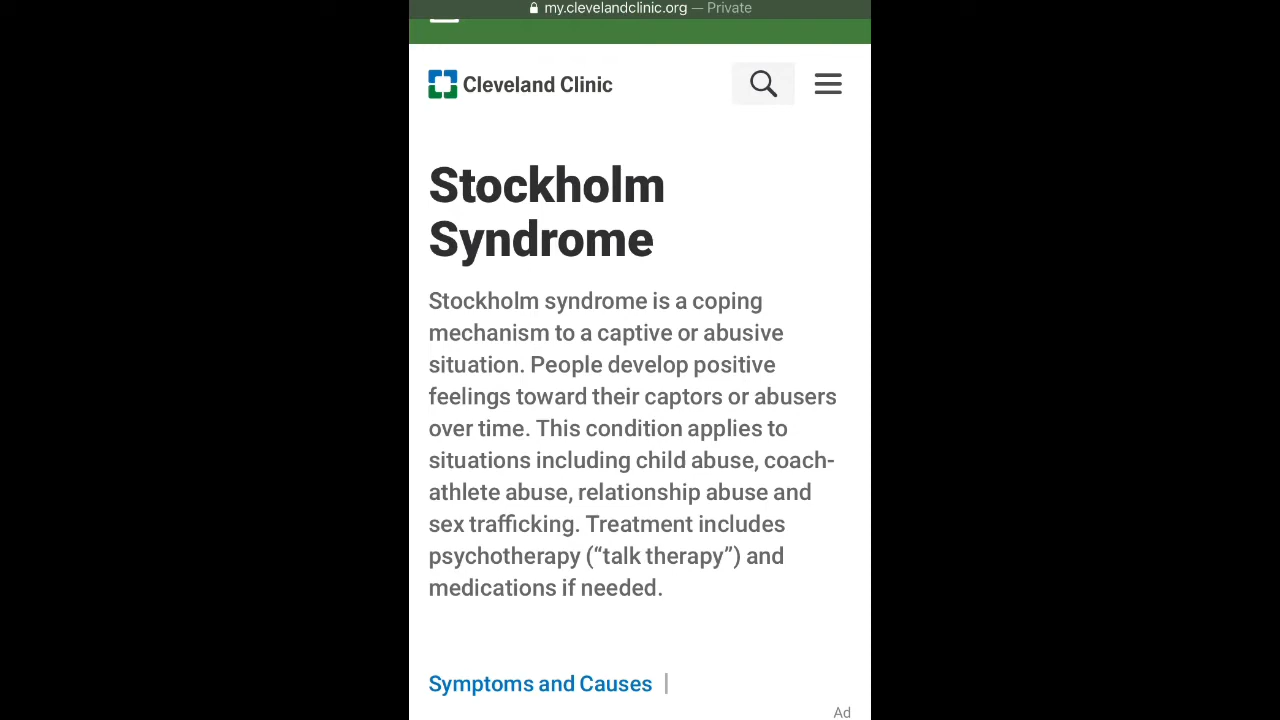 my.clevelandclinic.org — Private
Cleveland Clinic
Stockholm
Syndrome
Stockholm syndrome is a coping
mechanism to a captive or abusive
situation. People develop positive
feelings toward their captors or abusers
over time. This condition applies to
situations including child abuse, coach-
athlete abuse, relationship abuse and
sex trafficking. Treatment includes
psychotherapy (“talk therapy”) and
medications if needed.
Symptoms and Causes
Ad